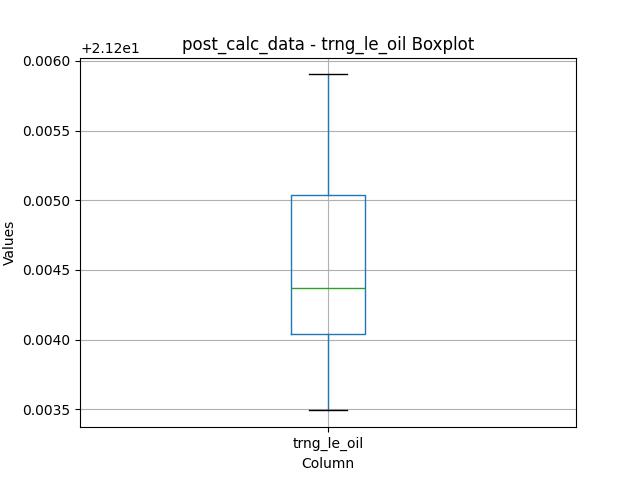 post_calc_data - trng_le_oil Boxplot
+2.12e1
0.0060
0.0055
0.0050
0.0045
0.0040
0.0035
Values
trng_le_oil
Column